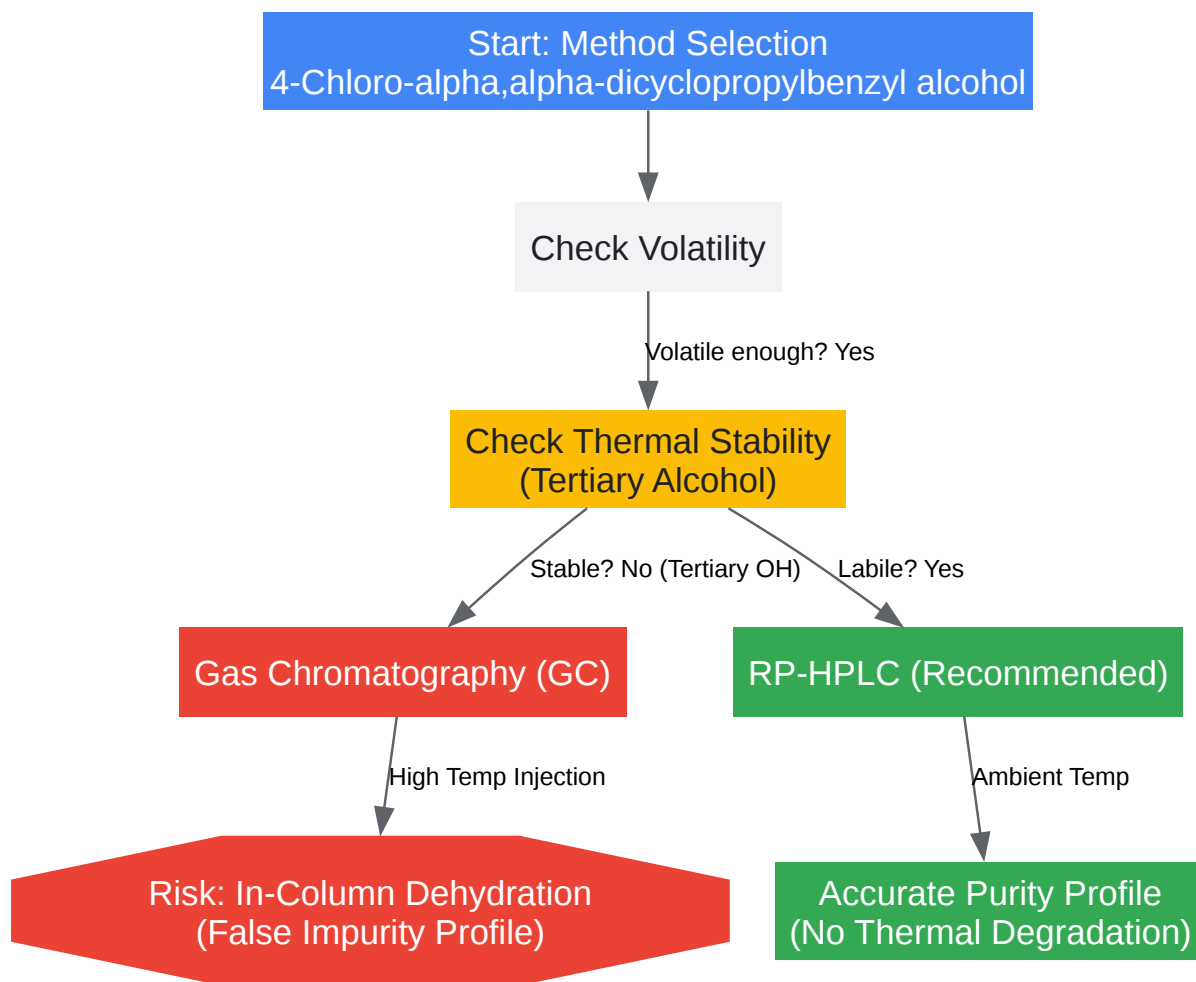 Start: Method Selection
4-Chloro-alpha,alpha-dicyclopropylbenzyl alcohol
Check Volatility
Volatile enough? Yes
Check Thermal Stability
(Tertiary Alcohol)
Stable? No (Tertiary OH)
Labile? Yes
Gas Chromatography (GC)
RP-HPLC (Recommended)
High Temp Injection
Ambient Temp
Risk: In-Column Dehydration
(False Impurity Profile)
Accurate Purity Profile
(No Thermal Degradation)